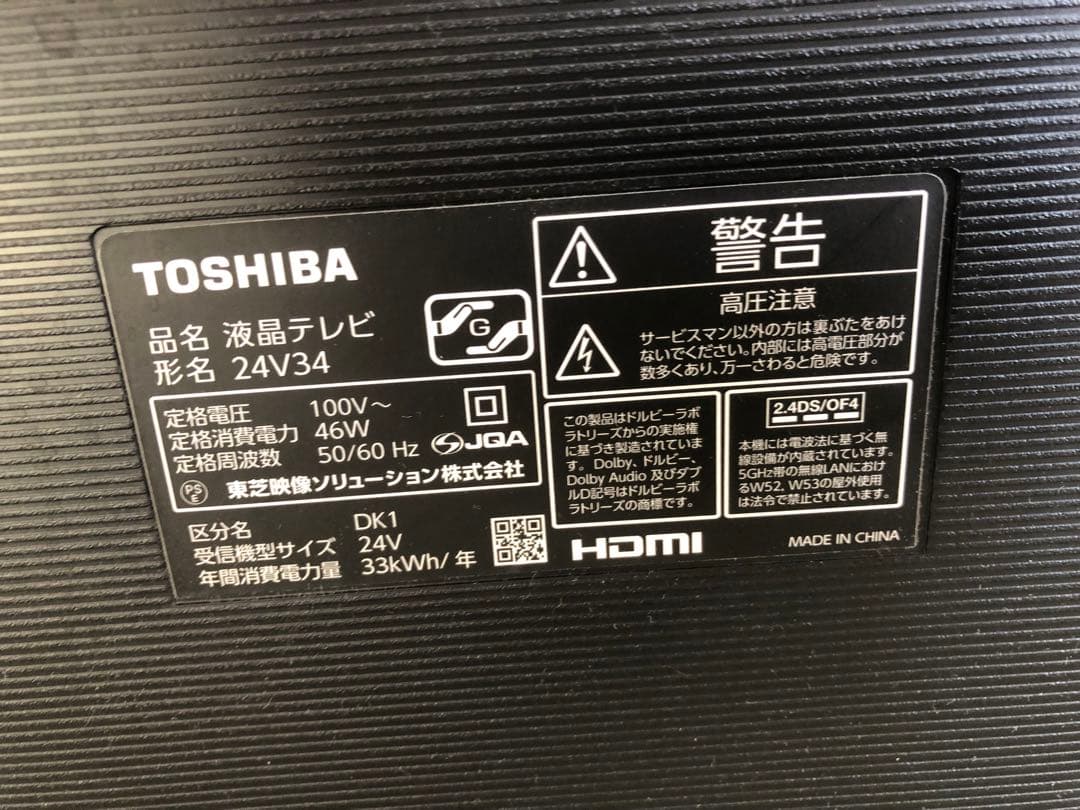 TOSHIBA
品名 液晶テレビ
形名 24V34
G
定格電圧 100V～
定格消費電力 46W
定格周波数 50/60 Hz
JQA
PS
E
東芝映像ソリューション株式会社
区分名 DK1
受信機型サイズ 24V
年間消費電力量 33kWh/年
警告
高圧注意
サービスマン以外の方は裏ぶたをあけ
ないでください。内部には高電圧部分が
数多くあり、万一さわると危険です。
この製品はドルビーラボ
ラトリーズからの実施権
に基づき製造されていま
す。Dolby、ドルビー、
Dolby Audio 及びダブ
ルD記号はドルビーラボ
ラトリーズの商標です。
2.4DS/OF4
本機には電波法に基づく無
線設備が内蔵されています。
5GHz帯の無線LANにおけ
るW52、W53の屋外使用
は法令で禁止されています。
HDMI
MADE IN CHINA